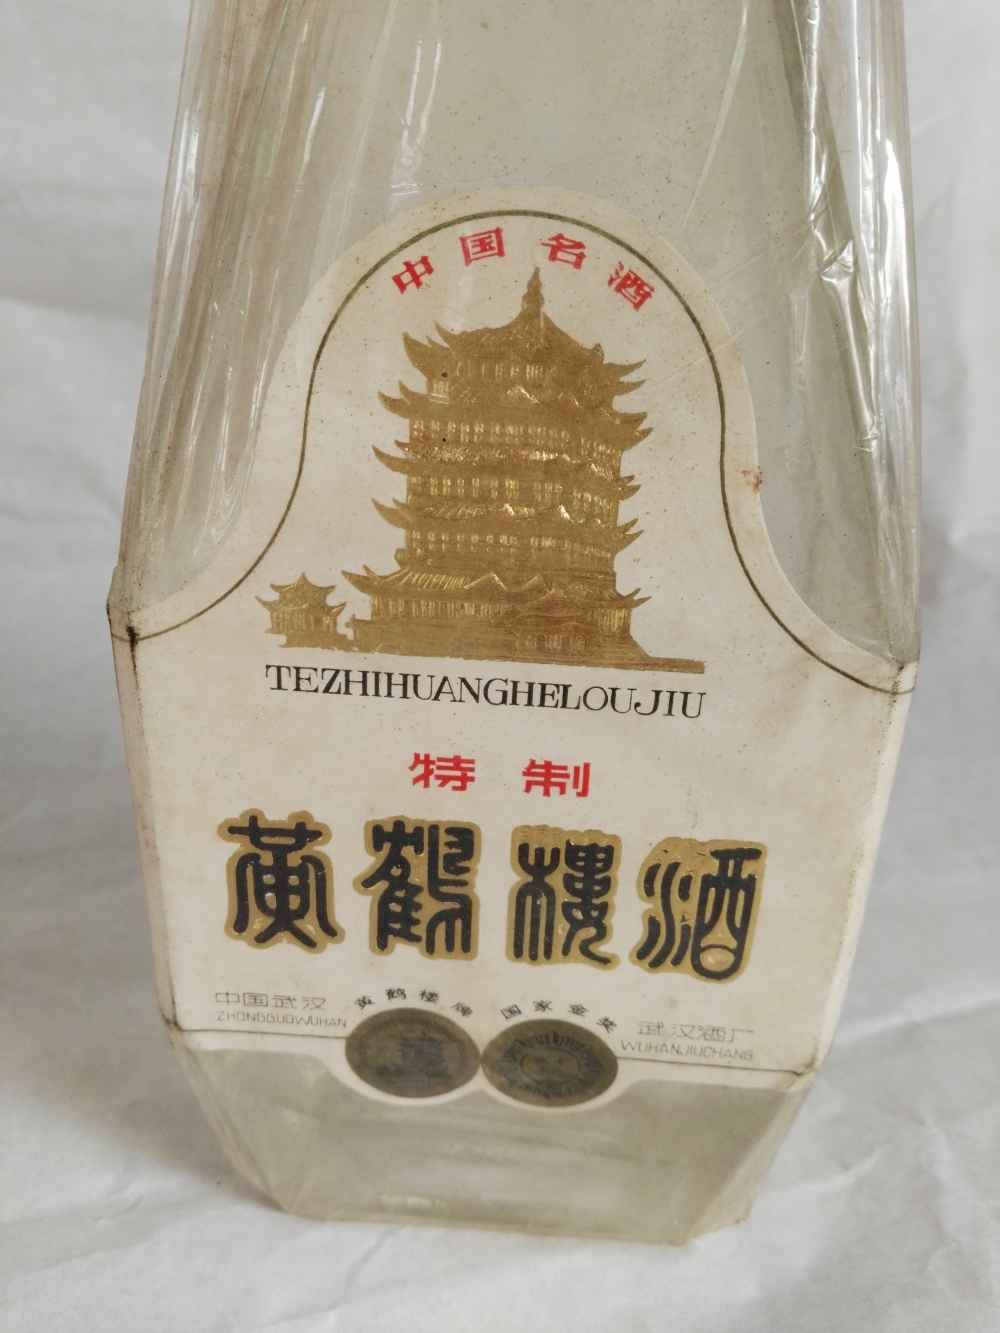 中国名酒
TEZHIHUANGHELOUJIU
特制
黄鹤楼酒
中国武汉
ZHONGGUOWUHAN
黄鹤楼牌
国家金奖
武汉酒厂
WUHANJIUCHANG